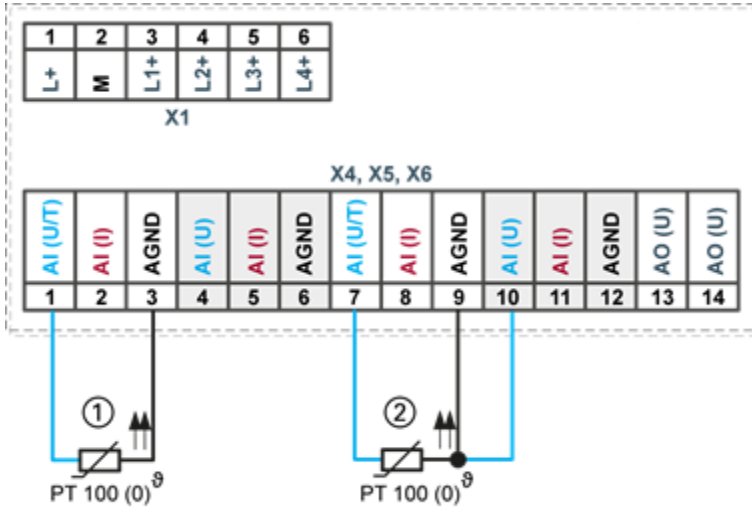 1 2 3 4 5 6
L+ M L1+ L2+ L3+ L4+
X1
X4, X5, X6
AI (U/T) AI (I) AGND AI (U) AI (I) AGND AI (U/T) AI (I) AGND AI (U) AI (I) AGND AO (U) AO (U)
1 2 3 4 5 6 7 8 9 10 11 12 13 14
① ②
PT 100 (0) ϑ PT 100 (0) ϑ